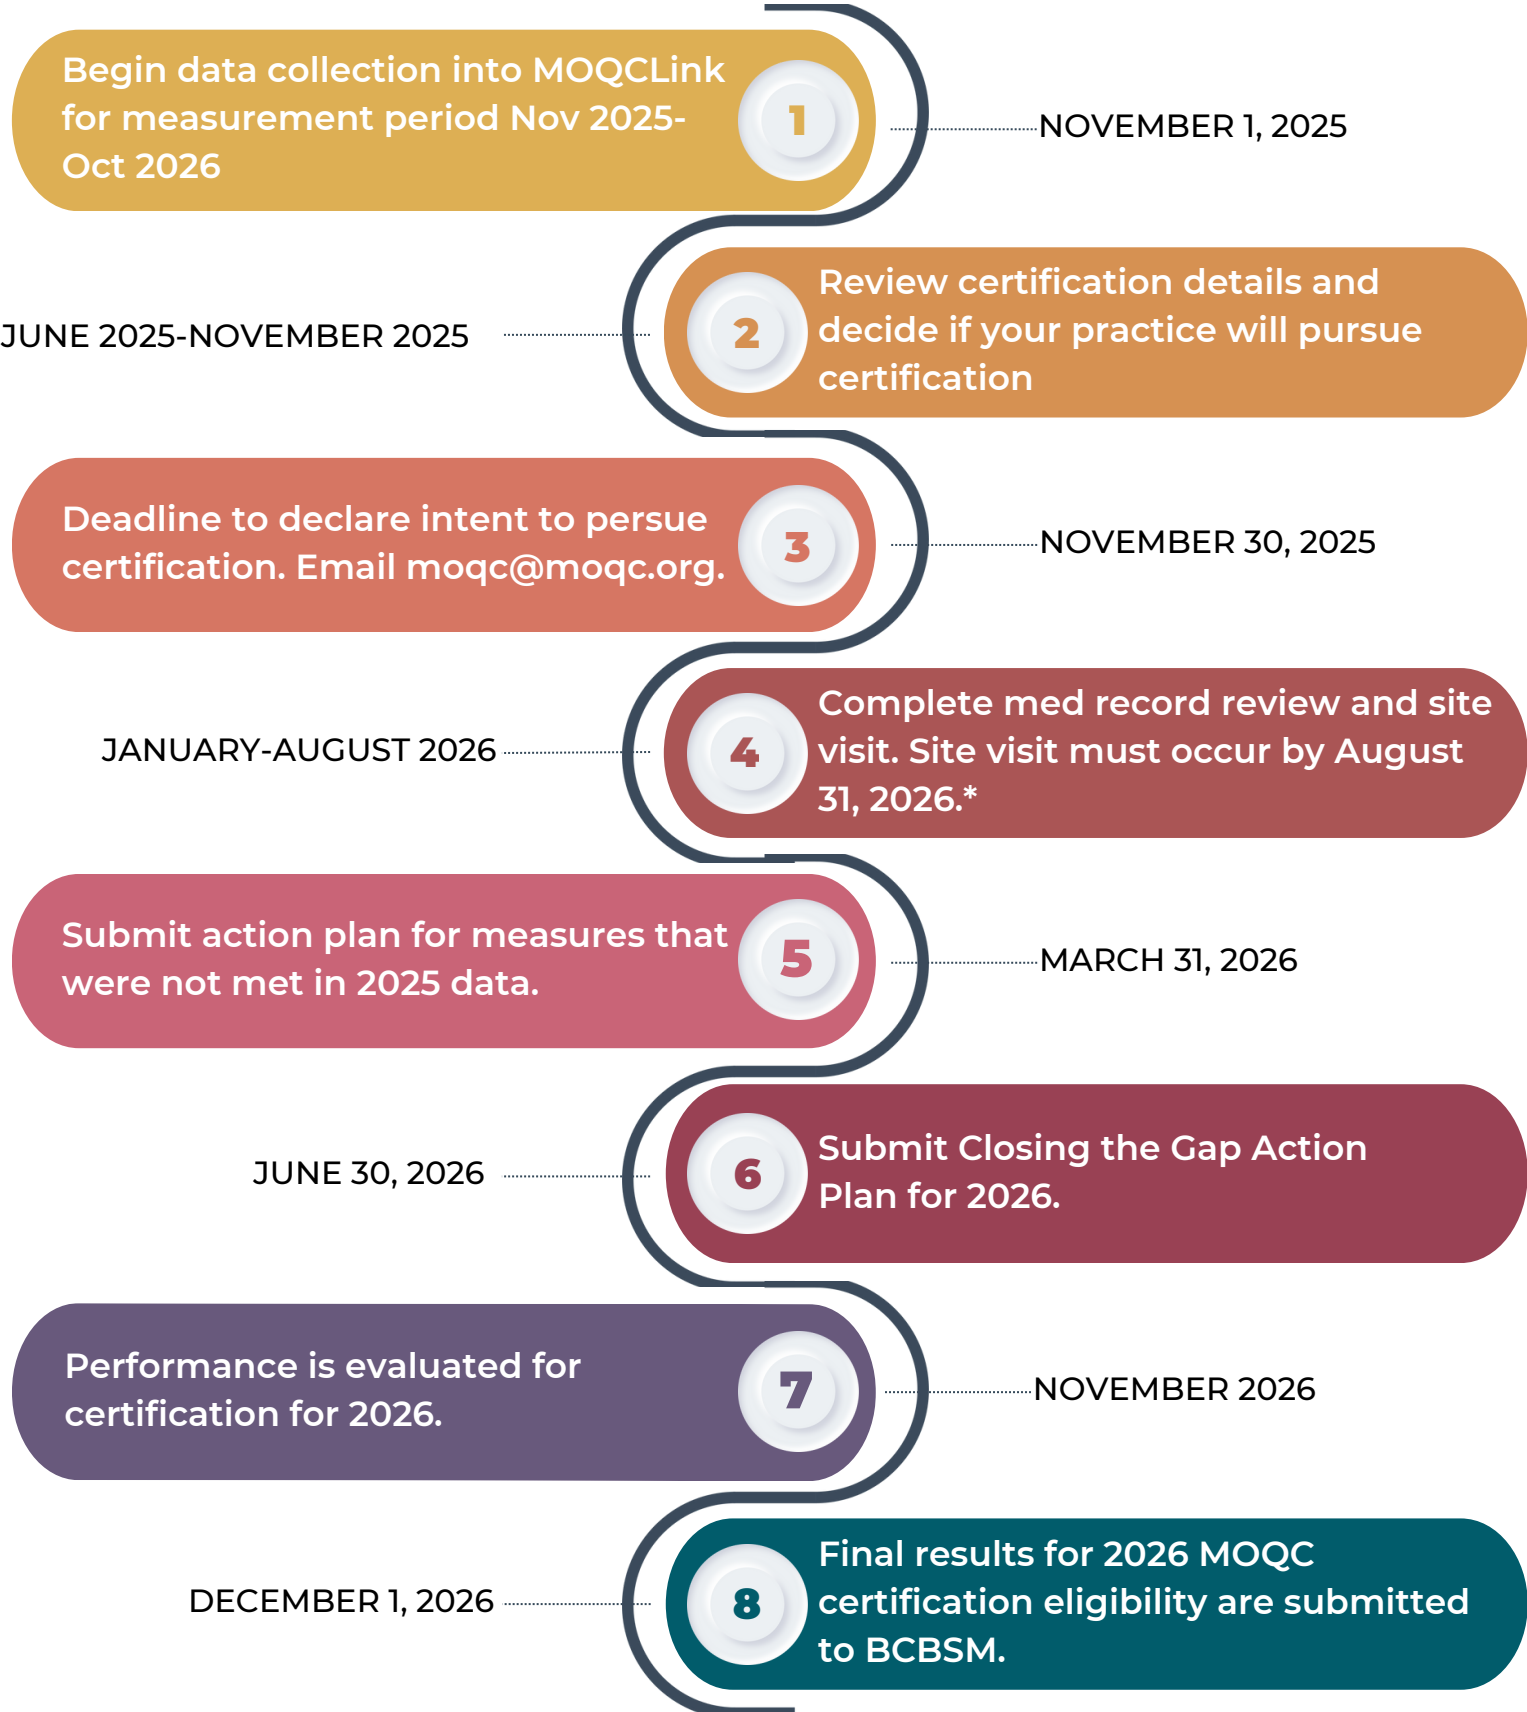 Begin data collection into MOQCLink
for measurement period Nov 2025-
Oct 2026
1
NOVEMBER 1, 2025
JUNE 2025-NOVEMBER 2025
2
Review certification details and
decide if your practice will pursue
certification
Deadline to declare intent to persue
certification. Email moqc@moqc.org.
3
NOVEMBER 30, 2025
JANUARY-AUGUST 2026
4
Complete med record review and site
visit. Site visit must occur by August
31, 2026.*
Submit action plan for measures that
were not met in 2025 data.
5
MARCH 31, 2026
JUNE 30, 2026
6
Submit Closing the Gap Action
Plan for 2026.
Performance is evaluated for
certification for 2026.
7
NOVEMBER 2026
DECEMBER 1, 2026
8
Final results for 2026 MOQC
certification eligibility are submitted
to BCBSM.